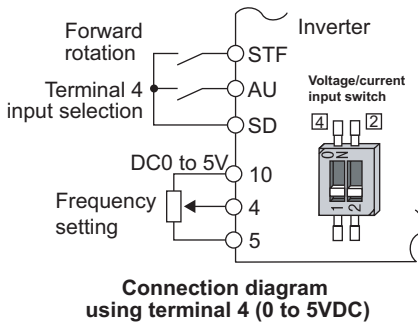 Inverter
Forward
rotation
STF
Terminal 4
input selection
AU
SD
Voltage/current
input switch
4
2
O
N
1
2
DC0 to 5V
10
Frequency
setting
4
5
Connection diagram
using terminal 4 (0 to 5VDC)